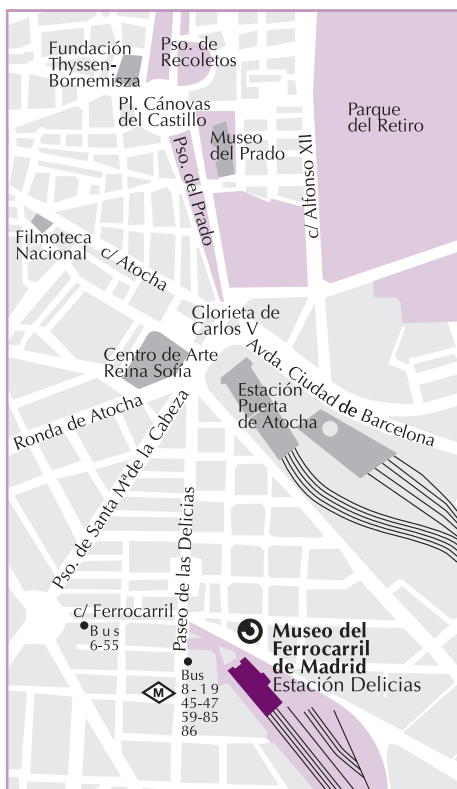 Fundación
Thyssen-
Bornemisza
Pso. de
Recoletos
Pl. Cánovas
del Castillo
Museo
del Prado
Parque
del Retiro
Pso. del Prado
c/ Alfonso XII
Filmoteca
Nacional
c/ Atocha
Glorieta de
Carlos V
Avda. Ciudad de Barcelona
Centro de Arte
Reina Sofía
Estación
Puerta
de Atocha
Ronda de Atocha
Pso. de Santa Mª de la Cabeza
Paseo de las Delicias
c/ Ferrocarril
Bus
6-55
M
Bus
8-19
45-47
59-85
86
Museo del
Ferrocarril
de Madrid
Estación Delicias